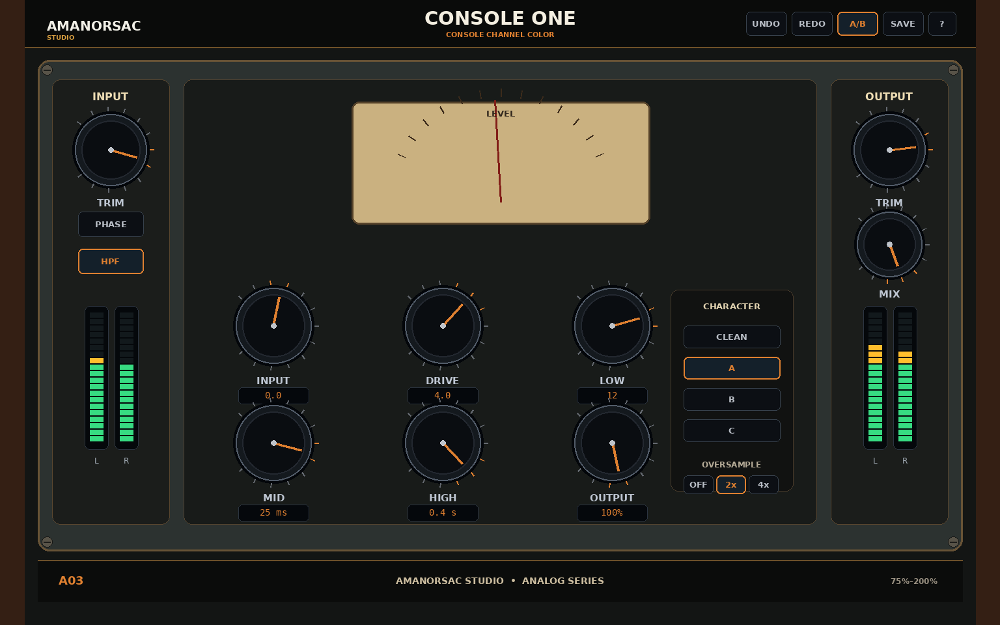 AMANORSAC
STUDIO
CONSOLE ONE
CONSOLE CHANNEL COLOR
UNDO
REDO
A/B
SAVE
?
INPUT
TRIM
PHASE
HPF
L R
LEVEL
INPUT
0.0
DRIVE
4.0
LOW
12
MID
25 ms
HIGH
0.4 s
OUTPUT
100%
CHARACTER
CLEAN
A
B
C
OVERSAMPLE
OFF 2x 4x
OUTPUT
TRIM
MIX
L R
A03
AMANORSAC STUDIO • ANALOG SERIES
75%–200%